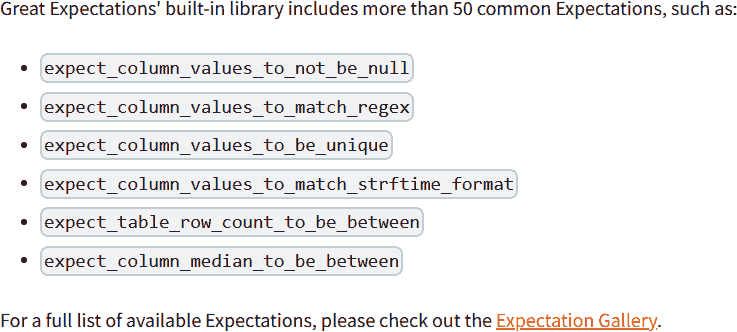 Great Expectations' built-in library includes more than 50 common Expectations, such as:
expect_column_values_to_not_be_null
expect_column_values_to_match_regex
expect_column_values_to_be_unique
expect_column_values_to_match_strftime_format
expect_table_row_count_to_be_between
expect_column_median_to_be_between
For a full list of available Expectations, please check out the Expectation Gallery.